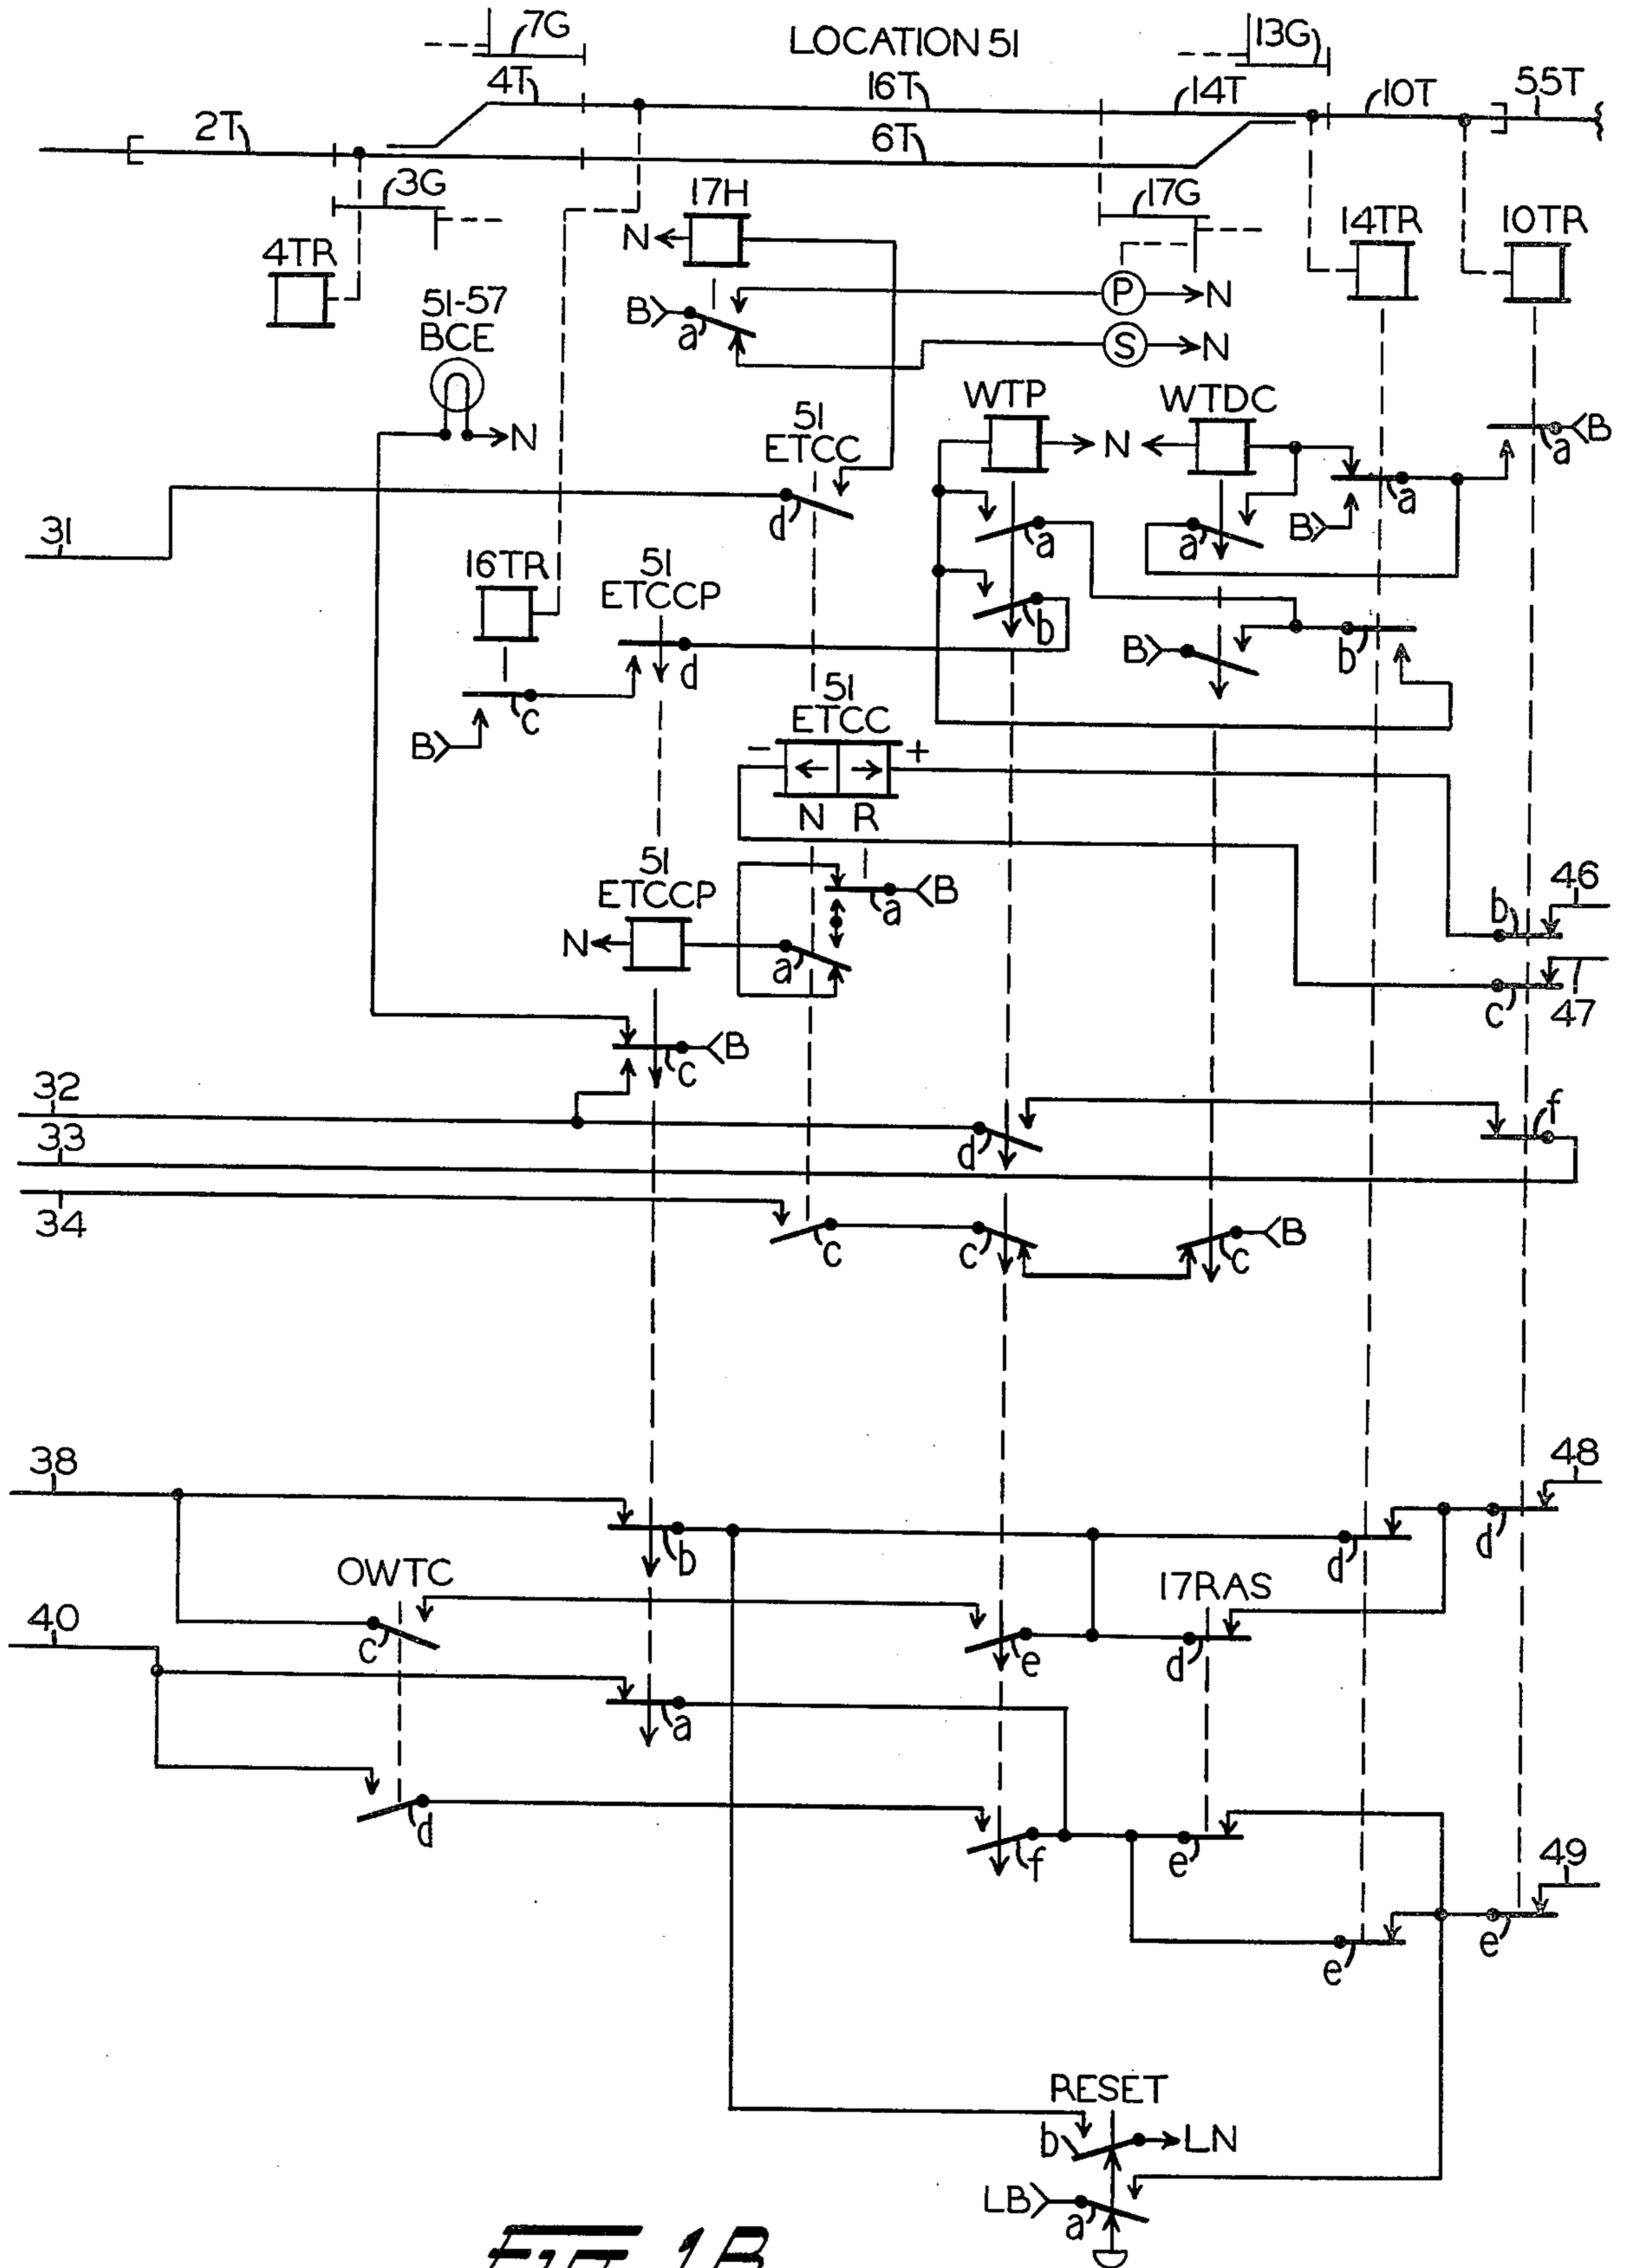 7G LOCATION 51 13G
4T 16T 14T 10T 55T
2T 6T
3G 17H 17G
4TR N 14TR 10TR
51-57
BCE B a P N
S N
N 51
ETCC WTP N WTDC a B
31 d a a B a
16TR 51
ETCCP b
d B b
c 51
ETCC
B - +
N R
51
ETCCP a B b 46
N a c 47
c B
32 d f
33
34 c c c B
38 b d d 48
OWTC 17RAS
40 c e d
a
d f e 49
e e
RESET
b LN
LB a
FIG. 1B